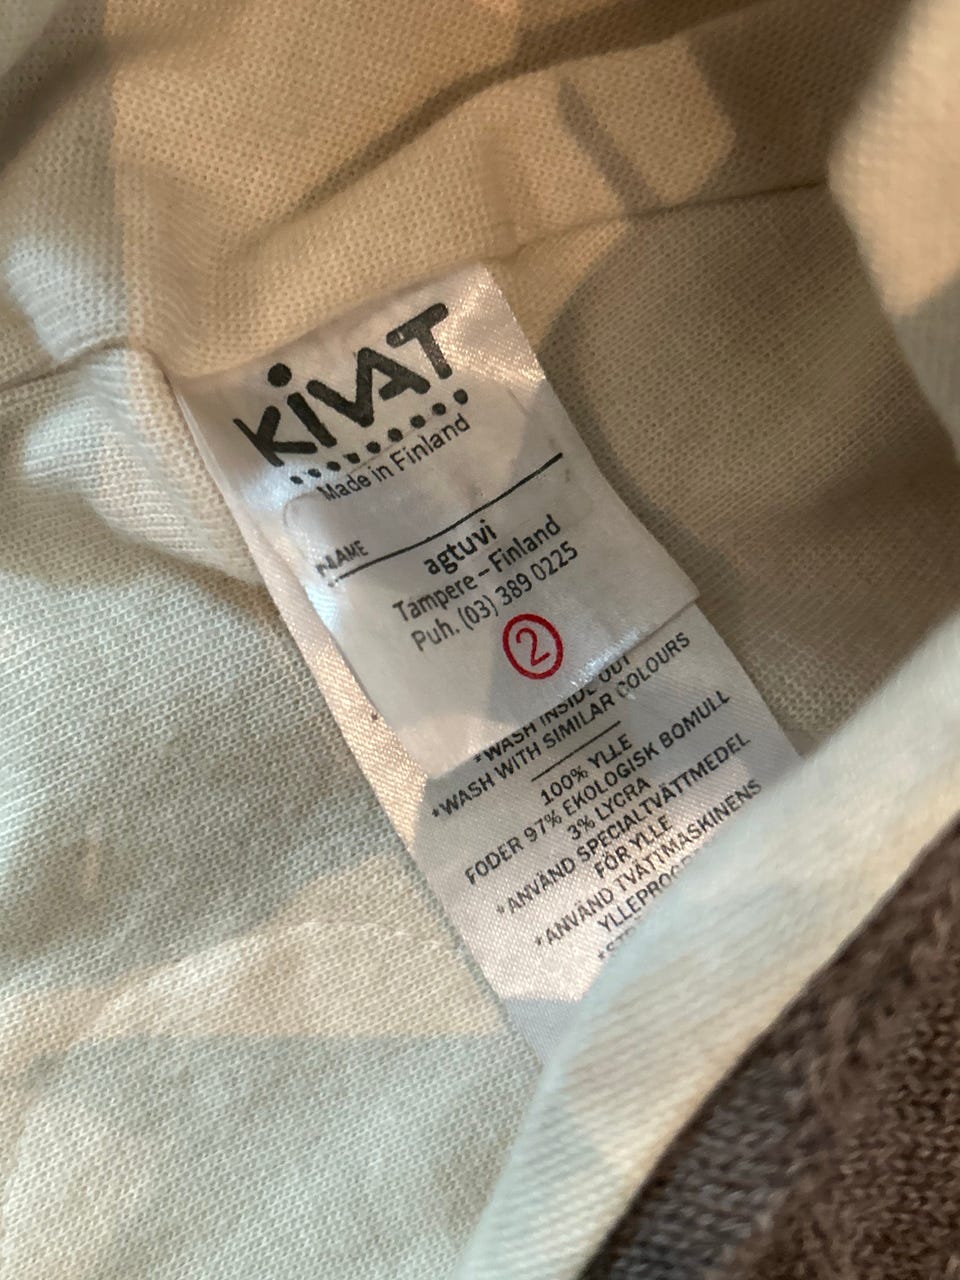 KiVAT
Made in Finland
NAME
agtuvi
Tampere – Finland
Puh. (03) 389 0225
2
*WASH INSIDE OUT
*WASH WITH SIMILAR COLOURS
100% YLLE
FODER 97% EKOLOGISK BOMULL
3% LYCRA
*ANVÄND SPECIALTVÄTTMEDEL
FÖR YLLE
*ANVÄND TVÄTTMASKINENS